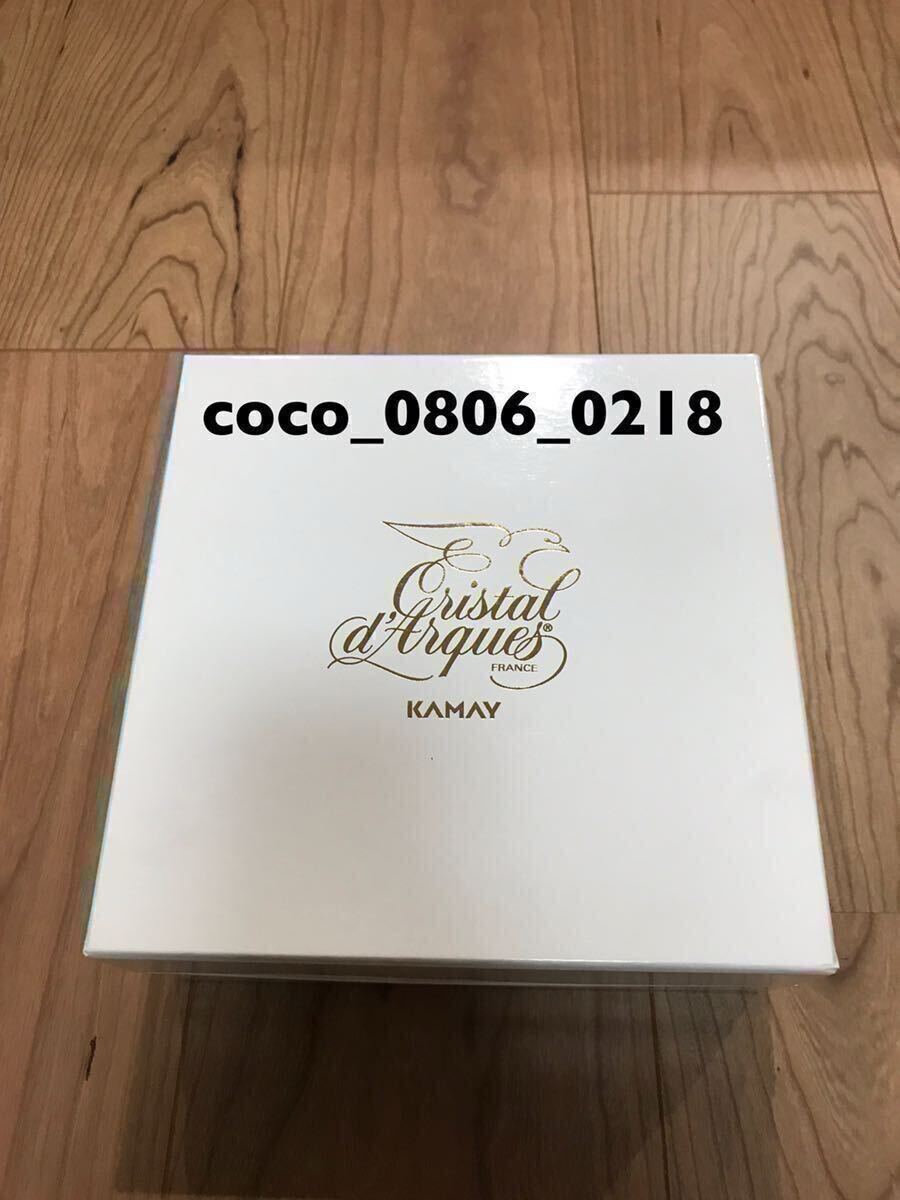 coco_0806_0218
Cristal
d'Arques®
FRANCE
KAMAY